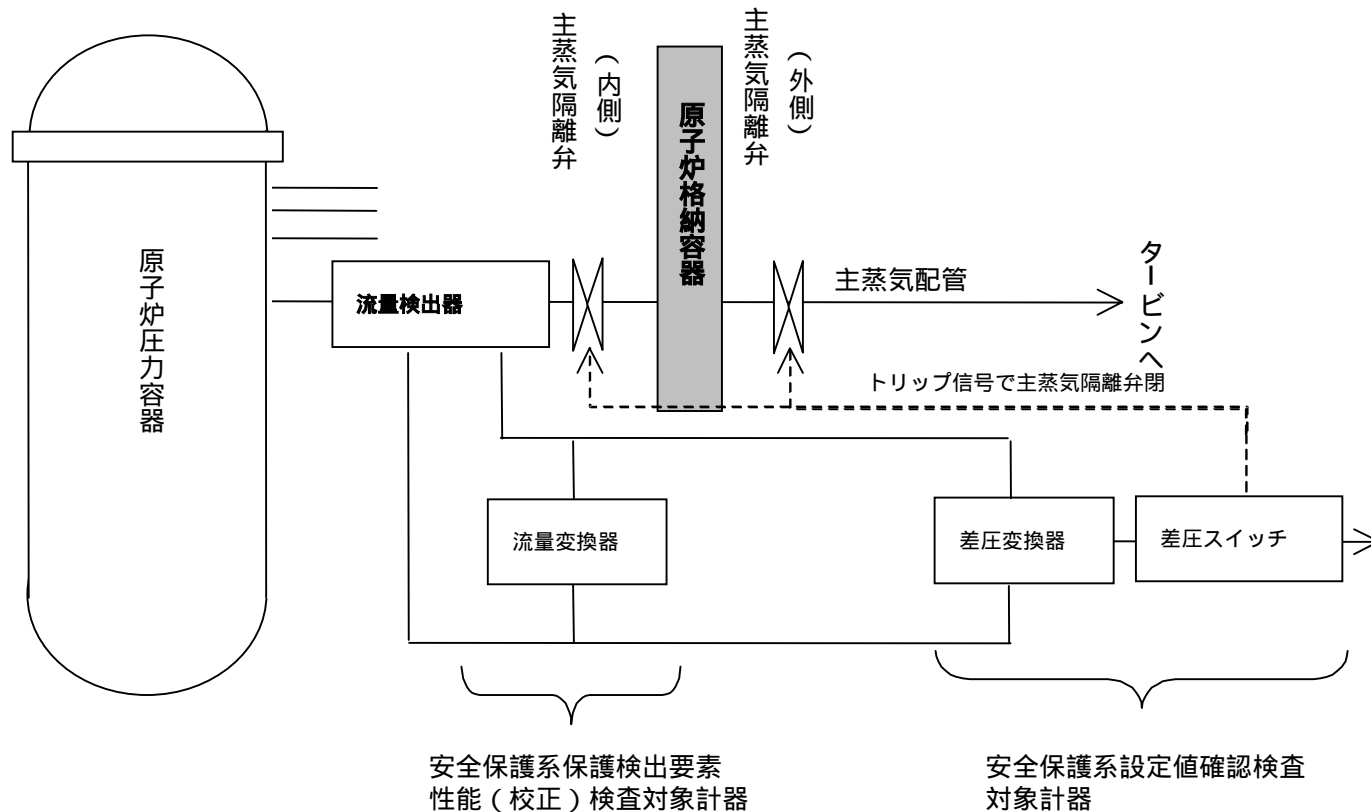 主蒸気隔離弁
（内側）
原子炉格納容器
主蒸気隔離弁
（外側）
原子炉圧力容器
流量検出器
主蒸気配管
タービンへ
トリップ信号で主蒸気隔離弁閉
流量変換器
差圧変換器
差圧スイッチ
安全保護系保護検出要素
性能（校正）検査対象計器
安全保護系設定値確認検査
対象計器